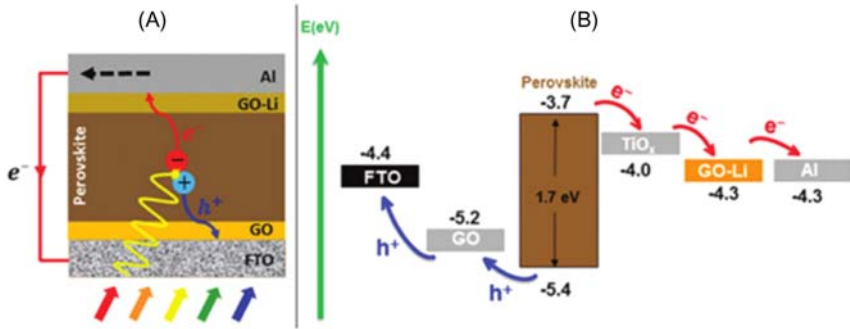 (A)
Al
GO-Li
e⁻
Perovskite
e⁻
h⁺
GO
FTO
(B)
E(eV)
Perovskite
-3.7
e⁻
TiOₓ
e⁻
e⁻
-4.0
-4.4
FTO
GO-Li
Al
-4.3
-4.3
1.7 eV
-5.2
GO
h⁺
h⁺
-5.4